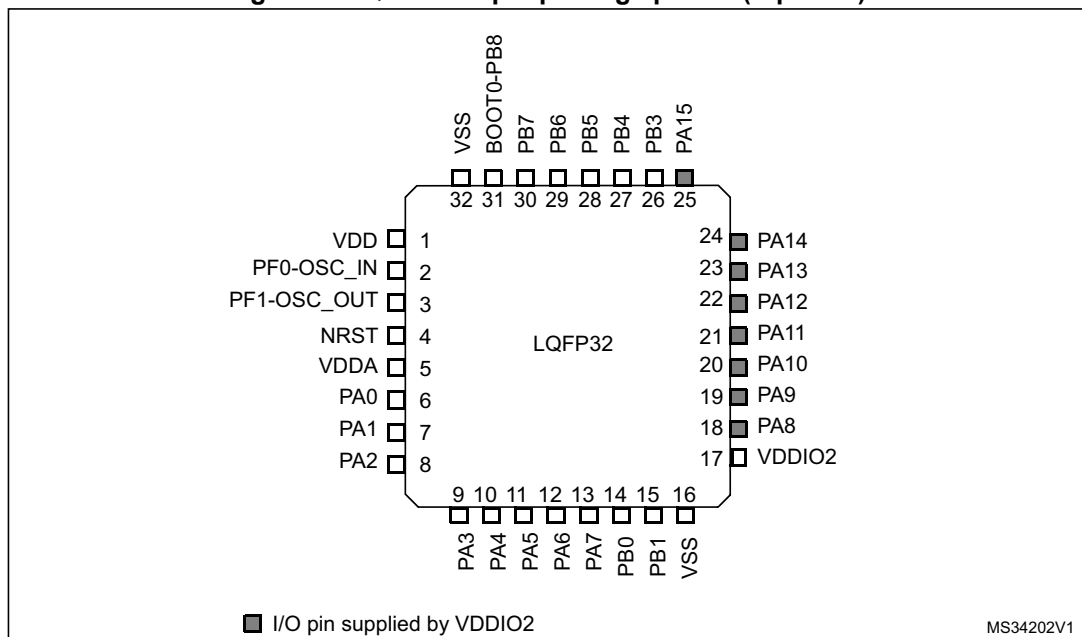 VSS
BOOT0-PB8
PB7
PB6
PB5
PB4
PB3
PA15
32 31 30 29 28 27 26 25
VDD 1
PF0-OSC_IN 2
PF1-OSC_OUT 3
NRST 4
VDDA 5
PA0 6
PA1 7
PA2 8
LQFP32
24 PA14
23 PA13
22 PA12
21 PA11
20 PA10
19 PA9
18 PA8
17 VDDIO2
9 10 11 12 13 14 15 16
PA3
PA4
PA5
PA6
PA7
PB0
PB1
VSS
I/O pin supplied by VDDIO2
MS34202V1